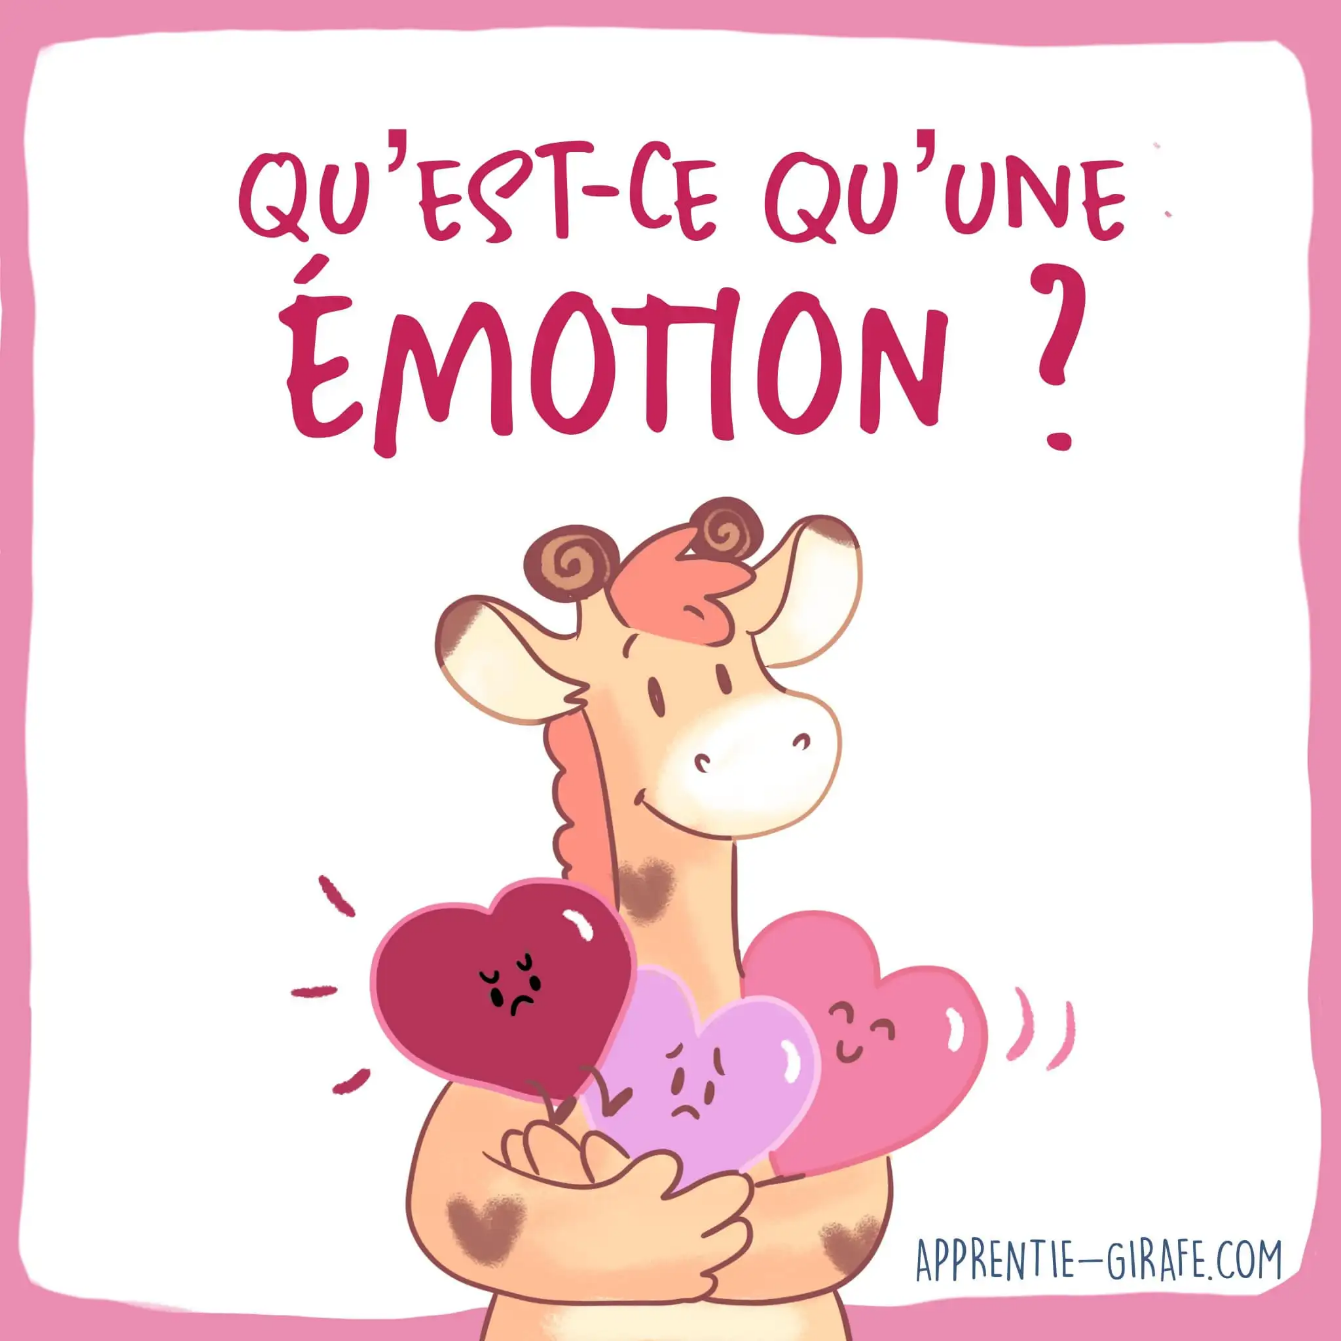 QU'EST-CE QU'UNE
ÉMOTION ?
APPRENTIE-GIRAFE.COM